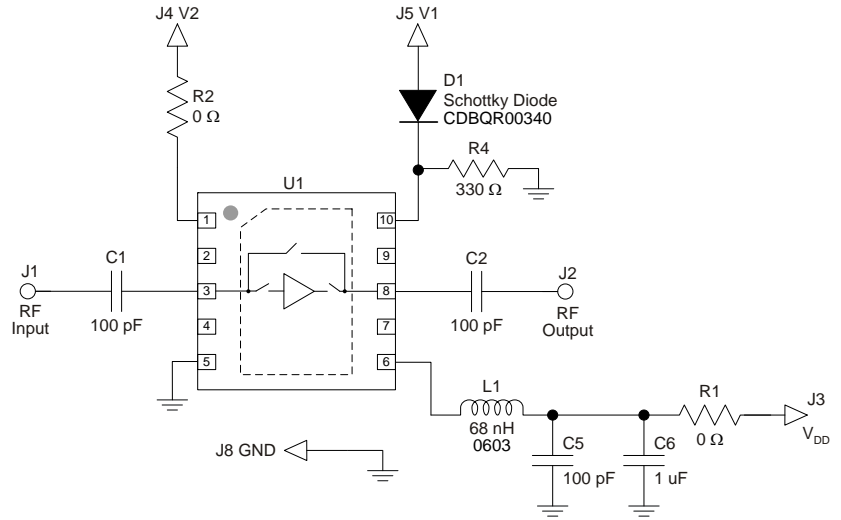 J4 V2
J5 V1
R2
0 Ω
D1
Schottky Diode
CDBQR00340
R4
330 Ω
U1
1
10
2
9
C1
C2
J1
3
8
J2
RF
Input
100 pF
100 pF
RF
Output
4
7
5
6
L1
R1
J3
68 nH
0603
0 Ω
VDD
J8 GND
C5
C6
100 pF
1 uF